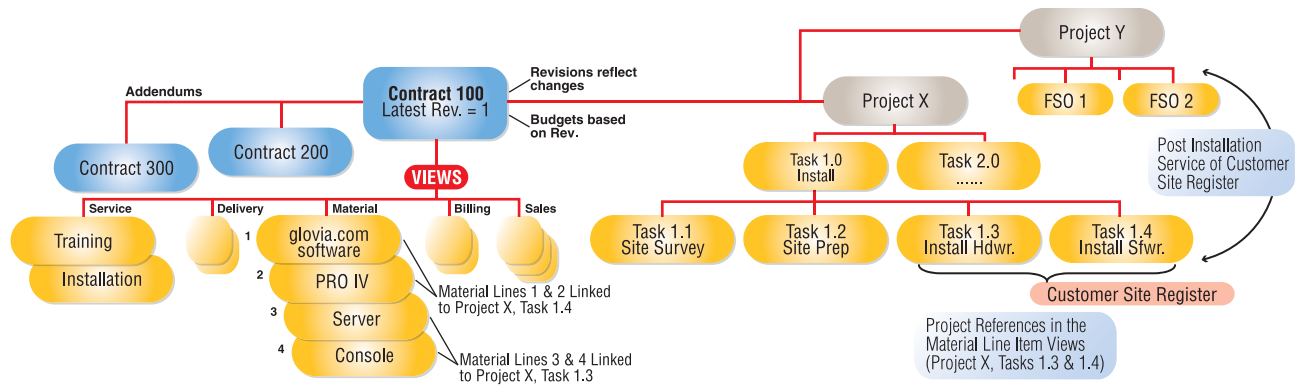 Project Y
FSO 1
FSO 2
Revisions reflect
changes
Contract 100
Latest Rev. = 1
Budgets based
on Rev.
Addendums
Contract 300
Contract 200
Project X
Task 1.0
Install
Task 2.0
......
Post Installation
Service of Customer
Site Register
VIEWS
Service
Delivery
Material
Billing
Sales
Training
Installation
1
glovia.com
software
2
PRO IV
3
Server
4
Console
Material Lines 1 & 2 Linked
to Project X, Task 1.4
Material Lines 3 & 4 Linked
to Project X, Task 1.3
Task 1.1
Site Survey
Task 1.2
Site Prep
Task 1.3
Install Hdwr.
Task 1.4
Install Sfwr.
Customer Site Register
Project References in the
Material Line Item Views
(Project X, Tasks 1.3 & 1.4)